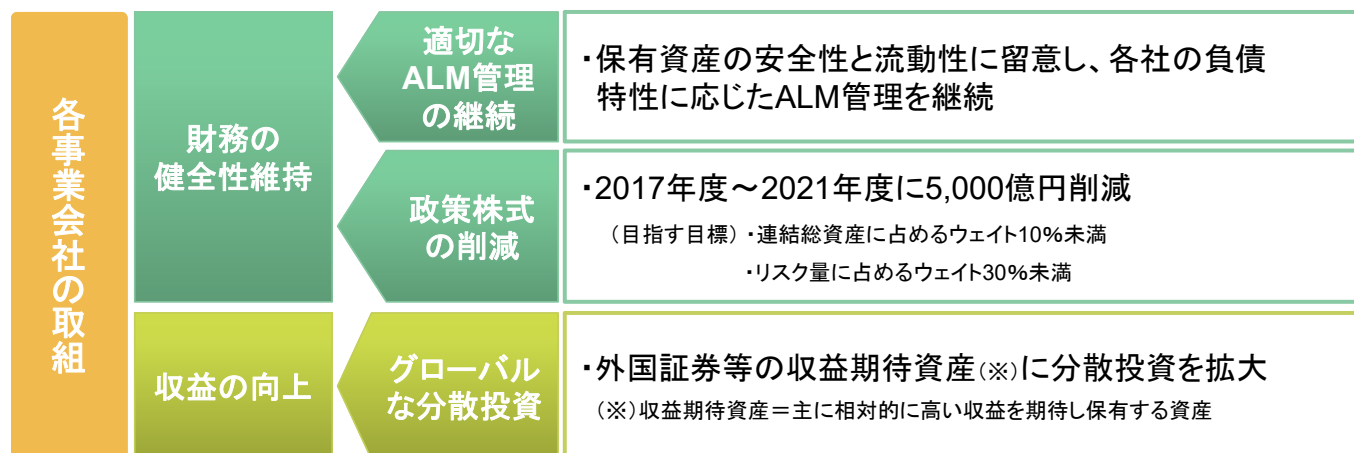 各事業会社の取組
財務の
健全性維持
適切な
ALM管理
の継続
・保有資産の安全性と流動性に留意し、各社の負債
特性に応じたALM管理を継続
政策株式
の削減
・2017年度～2021年度に5,000億円削減
（目指す目標）・連結総資産に占めるウェイト10%未満
・リスク量に占めるウェイト30%未満
収益の向上
グローバル
な分散投資
・外国証券等の収益期待資産（※）に分散投資を拡大
（※）収益期待資産＝主に相対的に高い収益を期待し保有する資産